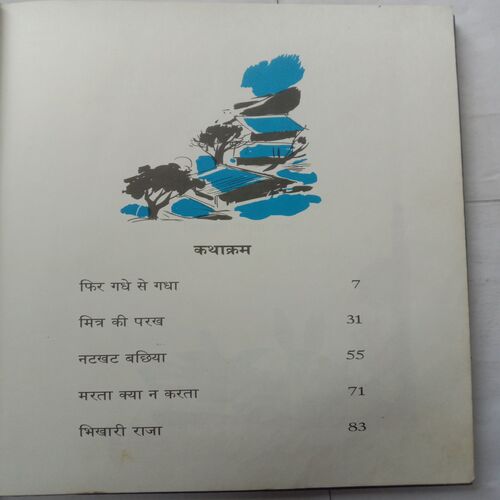 कथाक्रम
फिर गधे से गधा 7
मित्र की परख 31
नटखट बछिया 55
मरता क्या न करता 71
भिखारी राजा 83